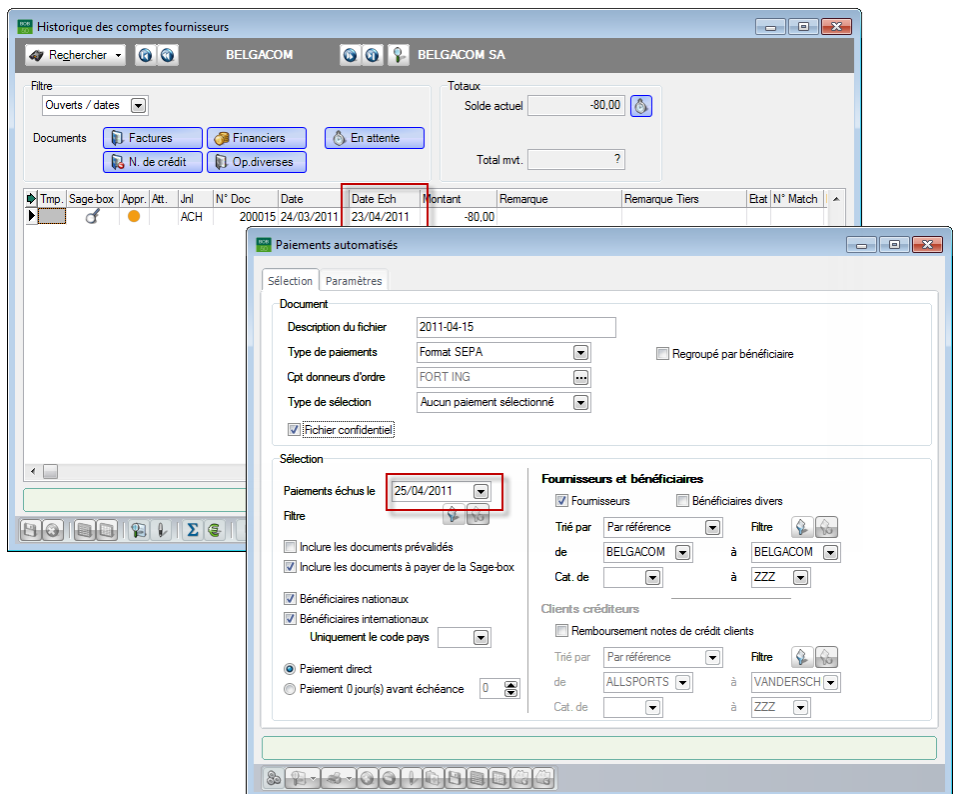 Historique des comptes fournisseurs
Rechercher BELGACOM BELGACOM SA
Filtre
Ouverts / dates
Documents Factures Financiers En attente
N. de crédit Op.diverses
Totaux
Solde actuel -80,00
Total mvt. ?
Tmp. Sage-box Appr. Att. Jnl N° Doc Date Date Ech Montant Remarque Remarque Tiers Etat N° Match
ACH 200015 24/03/2011 23/04/2011 -80,00
Paiements automatisés
Sélection Paramètres
Document
Description du fichier 2011-04-15
Type de paiements Format SEPA Regroupé par bénéficiaire
Cpt donneurs d'ordre FORT ING
Type de sélection Aucun paiement sélectionné
Fichier confidentiel
Sélection
Paiements échus le 25/04/2011
Filtre
Inclure les documents prévalidés
Inclure les documents à payer de la Sage-box
Bénéficiaires nationaux
Bénéficiaires internationaux
Uniquement le code pays
Paiement direct
Paiement 0 jour(s) avant échéance 0
Fournisseurs et bénéficiaires
Fournisseurs Bénéficiaires divers
Trié par Par référence Filtre
de BELGACOM à BELGACOM
Cat. de à ZZZ
Clients créditeurs
Remboursement notes de crédit clients
Trié par Par référence Filtre
de ALLSPORTS à VANDERSCH
Cat. de à ZZZ